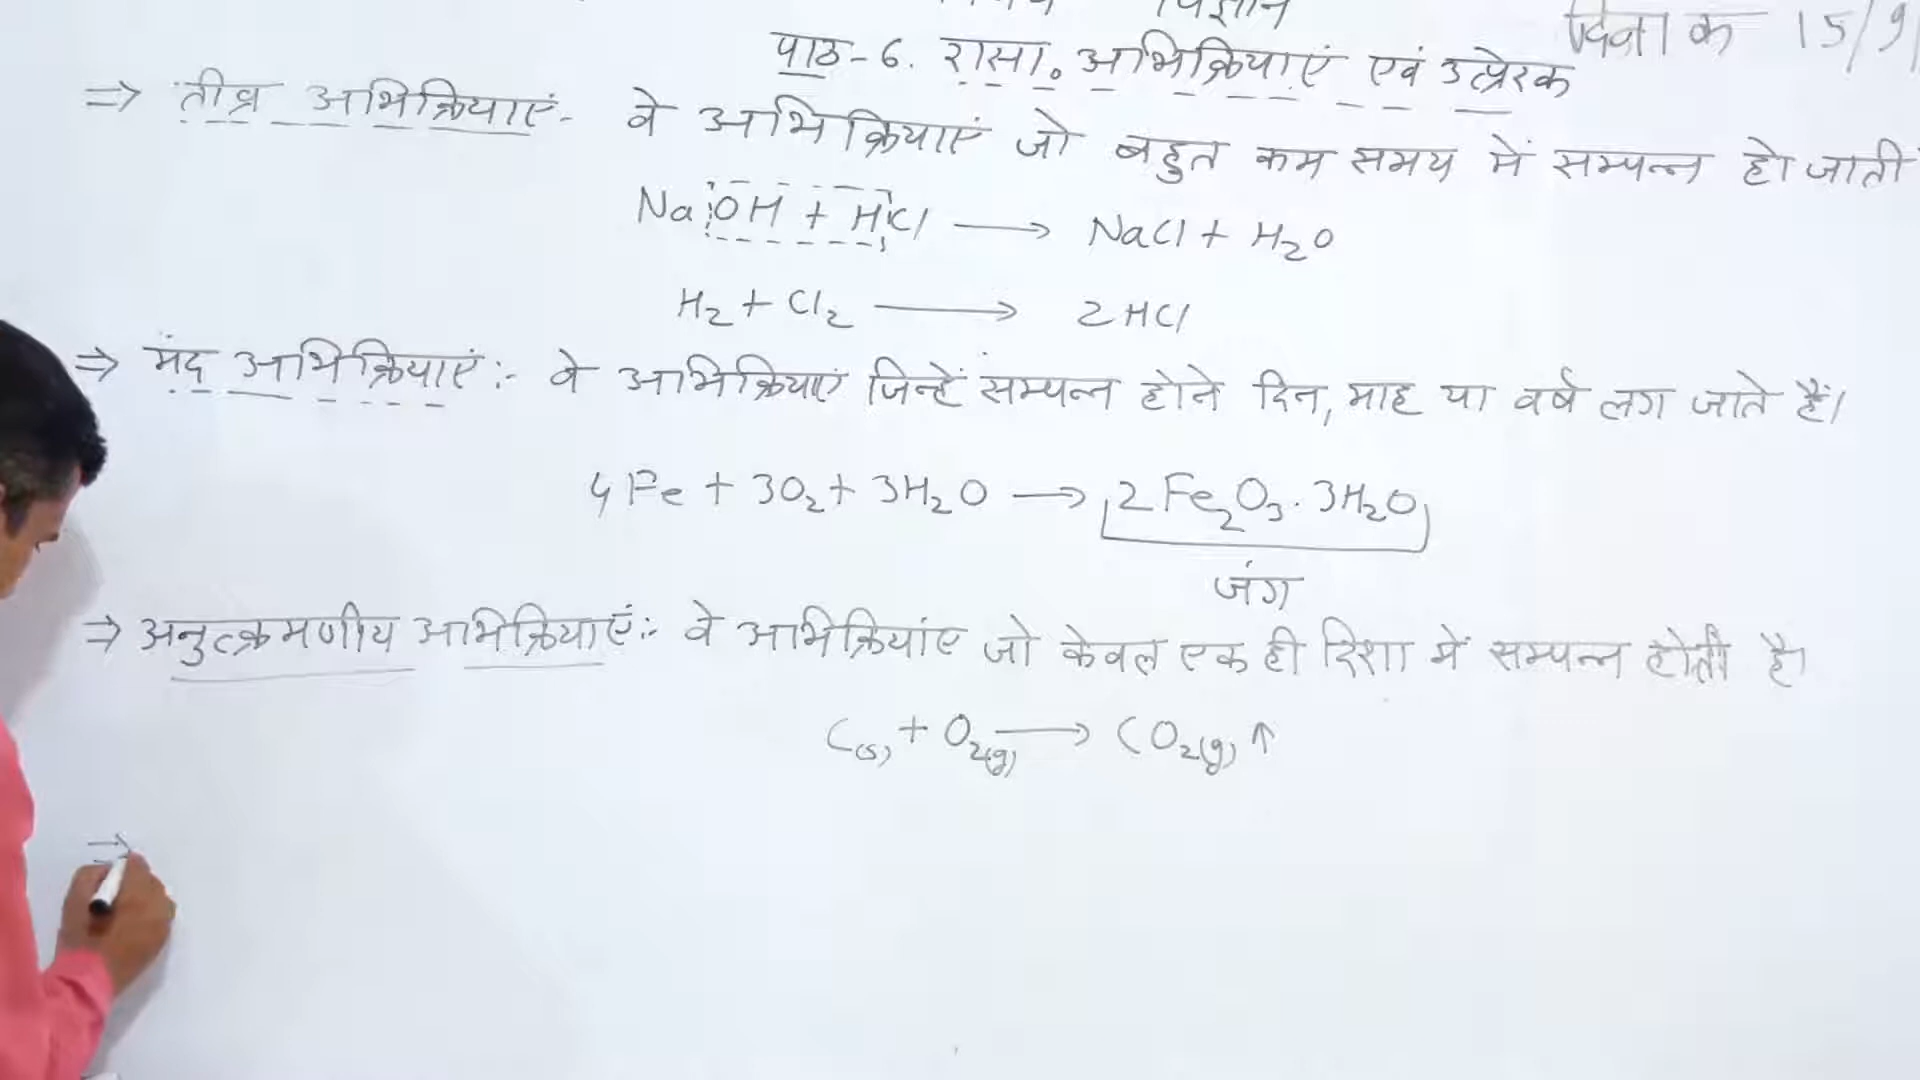 विज्ञान
दिनांक 15/9
पाठ-6. रासा. अभिक्रियाएं एवं उत्प्रेरक
⇒ तीव्र अभिक्रियाएं- वे अभिक्रियाएं जो बहुत कम समय में सम्पन्न हो जाती
NaOH + HCl ⟶ NaCl + H₂O
H₂ + Cl₂ ⟶ 2HCl
⇒ मंद अभिक्रियाएं:- वे अभिक्रियाएं जिन्हें सम्पन्न होने दिन, माह या वर्ष लग जाते हैं।
4Fe + 3O₂ + 3H₂O ⟶ 2Fe₂O₃.3H₂O
जंग
⇒ अनुत्क्रमणीय अभिक्रियाएं:- वे अभिक्रियांए जो केवल एक ही दिशा में सम्पन्न होती है।
C(s) + O₂(g) ⟶ CO₂(g) ↑
⇒